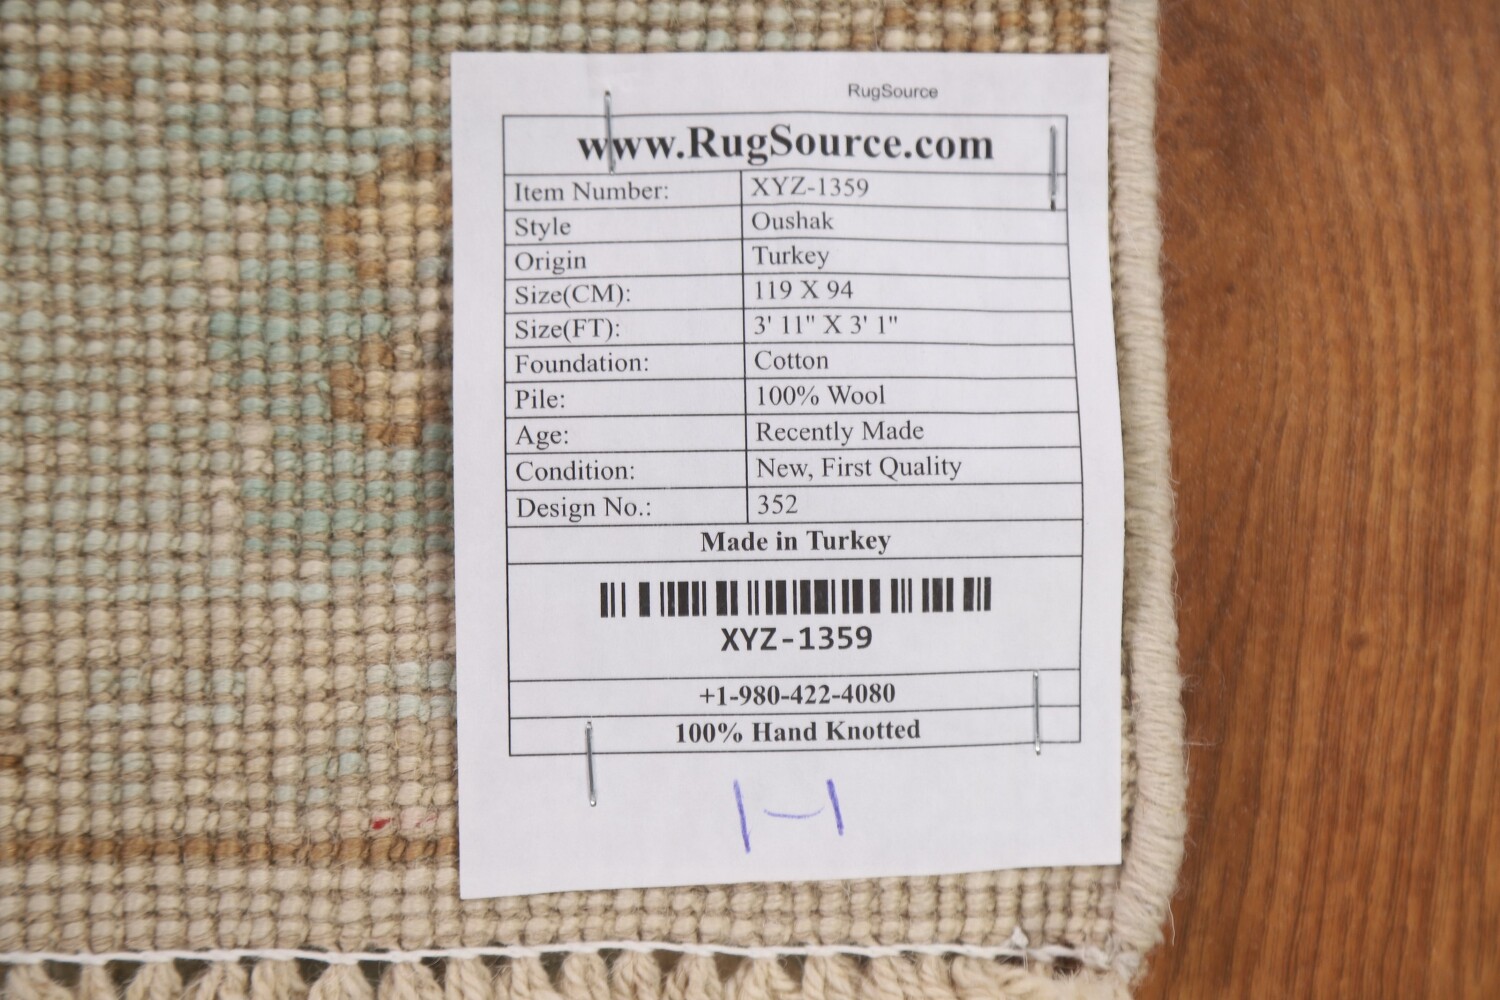 RugSource
www.RugSource.com
Item Number: XYZ-1359
Style Oushak
Origin Turkey
Size(CM): 119 X 94
Size(FT): 3' 11" X 3' 1"
Foundation: Cotton
Pile: 100% Wool
Age: Recently Made
Condition: New, First Quality
Design No.: 352
Made in Turkey
XYZ-1359
+1-980-422-4080
100% Hand Knotted
1-1